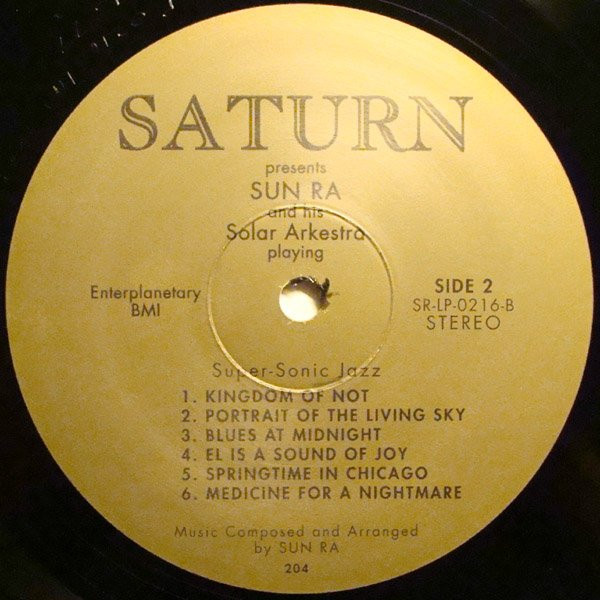 SATURN
presents
SUN RA
and his
Solar Arkestra
playing
Enterplanetary
BMI
SIDE 2
SR-LP-0216-B
STEREO
Super-Sonic Jazz
1. KINGDOM OF NOT
2. PORTRAIT OF THE LIVING SKY
3. BLUES AT MIDNIGHT
4. EL IS A SOUND OF JOY
5. SPRINGTIME IN CHICAGO
6. MEDICINE FOR A NIGHTMARE
Music Composed and Arranged
by SUN RA
204